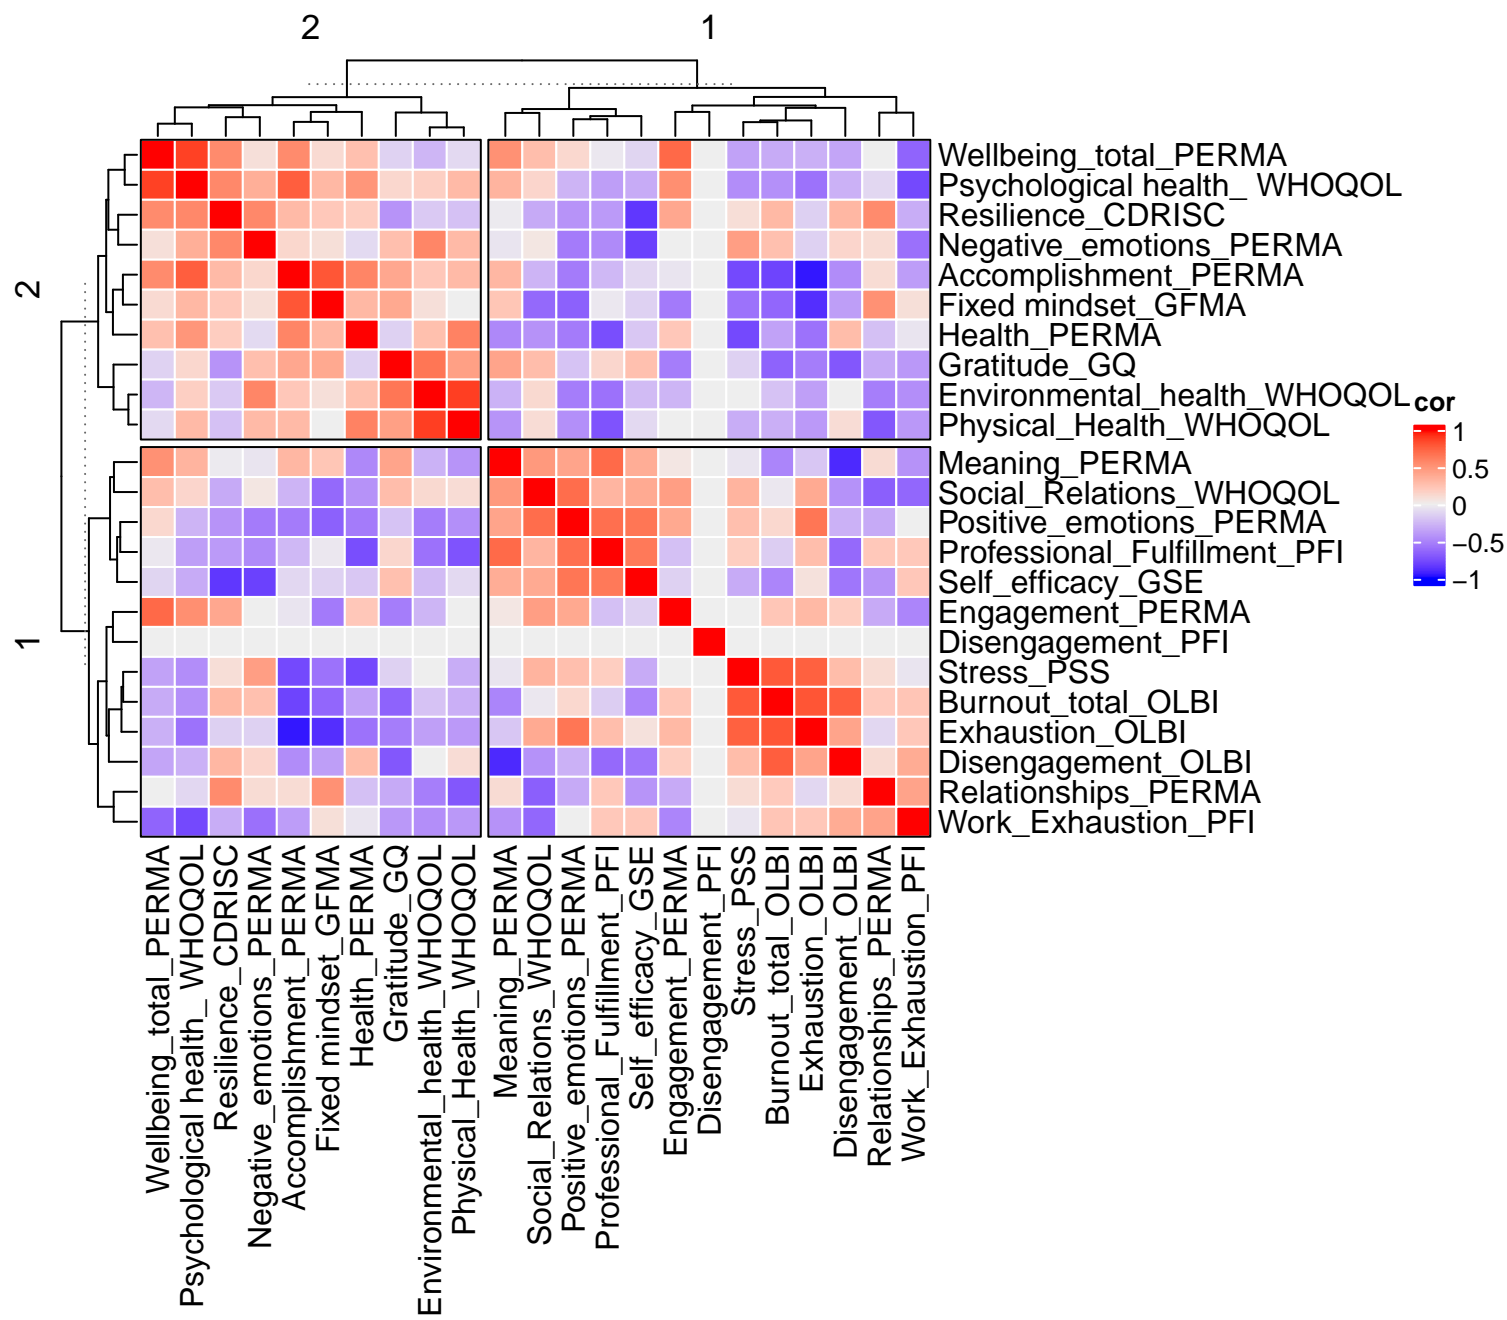 2
1
2
1
Wellbeing_total_PERMA
Psychological health_ WHOQOL
Resilience_CDRISC
Negative_emotions_PERMA
Accomplishment_PERMA
Fixed mindset_GFMA
Health_PERMA
Gratitude_GQ
Environmental_health_WHOQOL
Physical_Health_WHOQOL
Meaning_PERMA
Social_Relations_WHOQOL
Positive_emotions_PERMA
Professional_Fulfillment_PFI
Self_efficacy_GSE
Engagement_PERMA
Disengagement_PFI
Stress_PSS
Burnout_total_OLBI
Exhaustion_OLBI
Disengagement_OLBI
Relationships_PERMA
Work_Exhaustion_PFI
cor
1
0.5
0
−0.5
−1
Wellbeing_total_PERMA
Psychological health_ WHOQOL
Resilience_CDRISC
Negative_emotions_PERMA
Accomplishment_PERMA
Fixed mindset_GFMA
Health_PERMA
Gratitude_GQ
Environmental_health_WHOQOL
Physical_Health_WHOQOL
Meaning_PERMA
Social_Relations_WHOQOL
Positive_emotions_PERMA
Professional_Fulfillment_PFI
Self_efficacy_GSE
Engagement_PERMA
Disengagement_PFI
Stress_PSS
Burnout_total_OLBI
Exhaustion_OLBI
Disengagement_OLBI
Relationships_PERMA
Work_Exhaustion_PFI